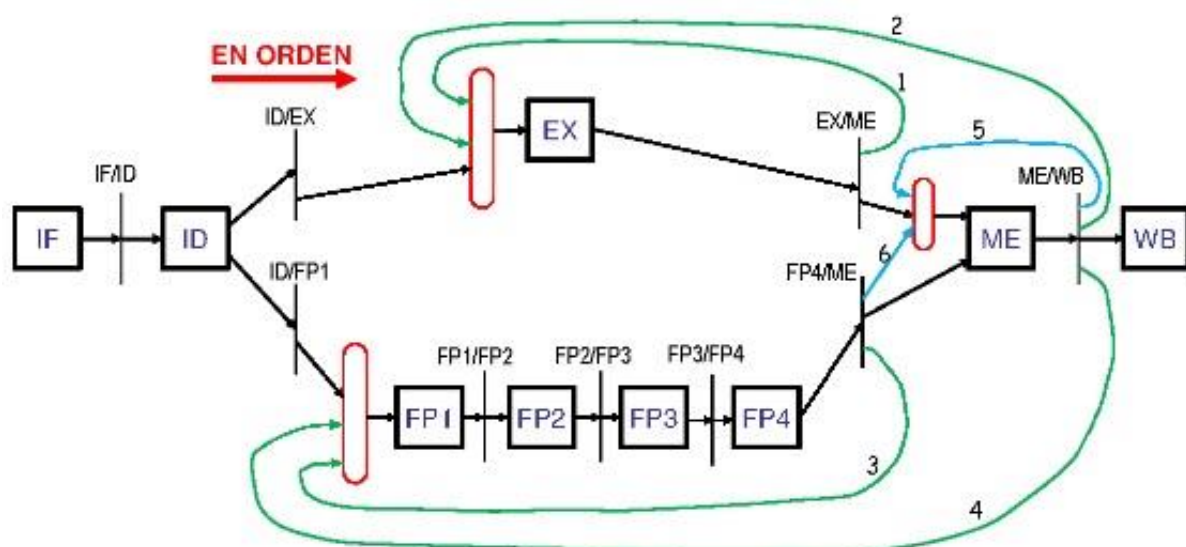 2
EN ORDEN
1
ID/EX
EX
EX/ME
5
IF/ID
ME/WB
IF
ID
ME
WB
6
ID/FP1
FP4/ME
FP1/FP2
FP2/FP3
FP3/FP4
FP1
FP2
FP3
FP4
3
4